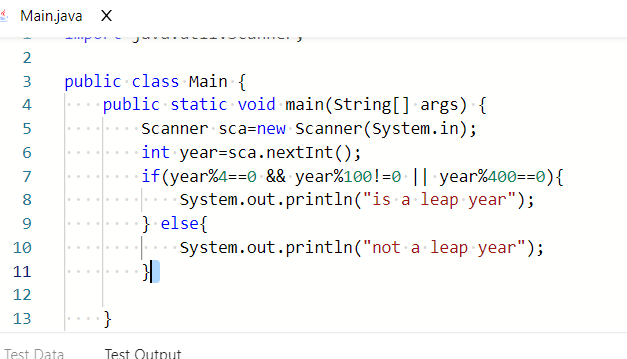 Main.java X
1 import java.util.Scanner;
2
3 public class Main {
4 public static void main(String[] args) {
5 Scanner sca=new Scanner(System.in);
6 int year=sca.nextInt();
7 if(year%4==0 && year%100!=0 || year%400==0){
8 System.out.println("is a leap year");
9 } else{
10 System.out.println("not a leap year");
11 }
12
13 }
Test Data Test Output